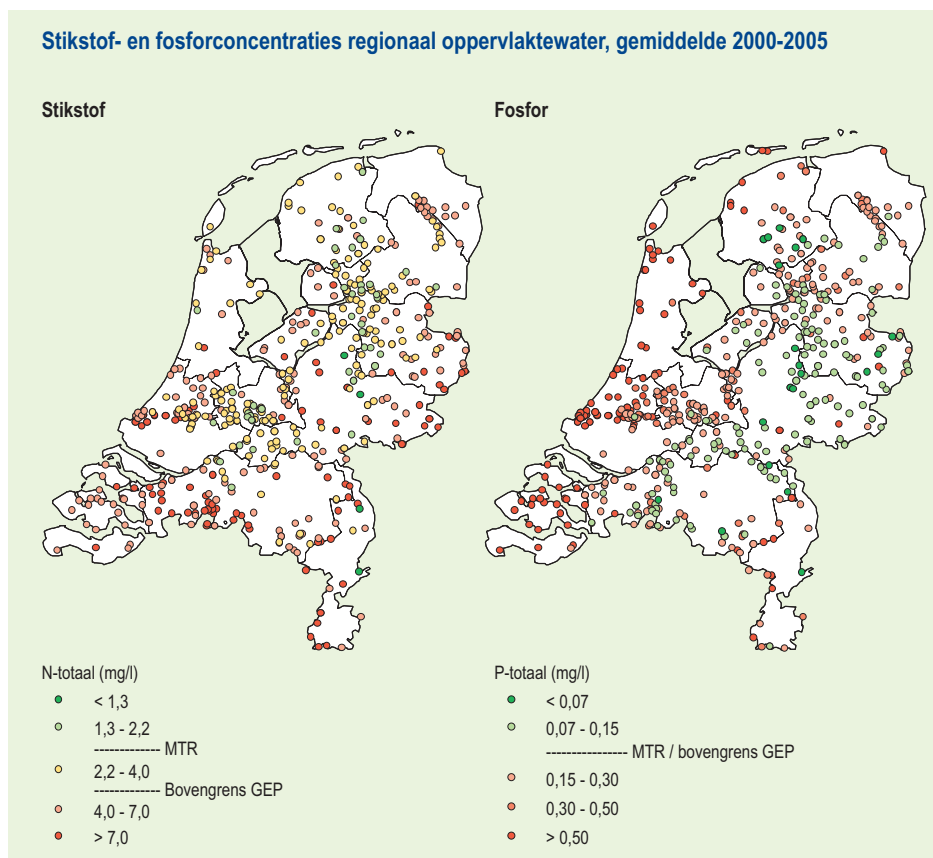 Stikstof- en fosforconcentraties regionaal oppervlaktewater, gemiddelde 2000-2005
Stikstof
Fosfor
N-totaal (mg/l)
< 1,3
1,3 - 2,2
------------- MTR
2,2 - 4,0
------------- Bovengrens GEP
4,0 - 7,0
> 7,0
P-totaal (mg/l)
< 0,07
0,07 - 0,15
---------------- MTR / bovengrens GEP
0,15 - 0,30
0,30 - 0,50
> 0,50